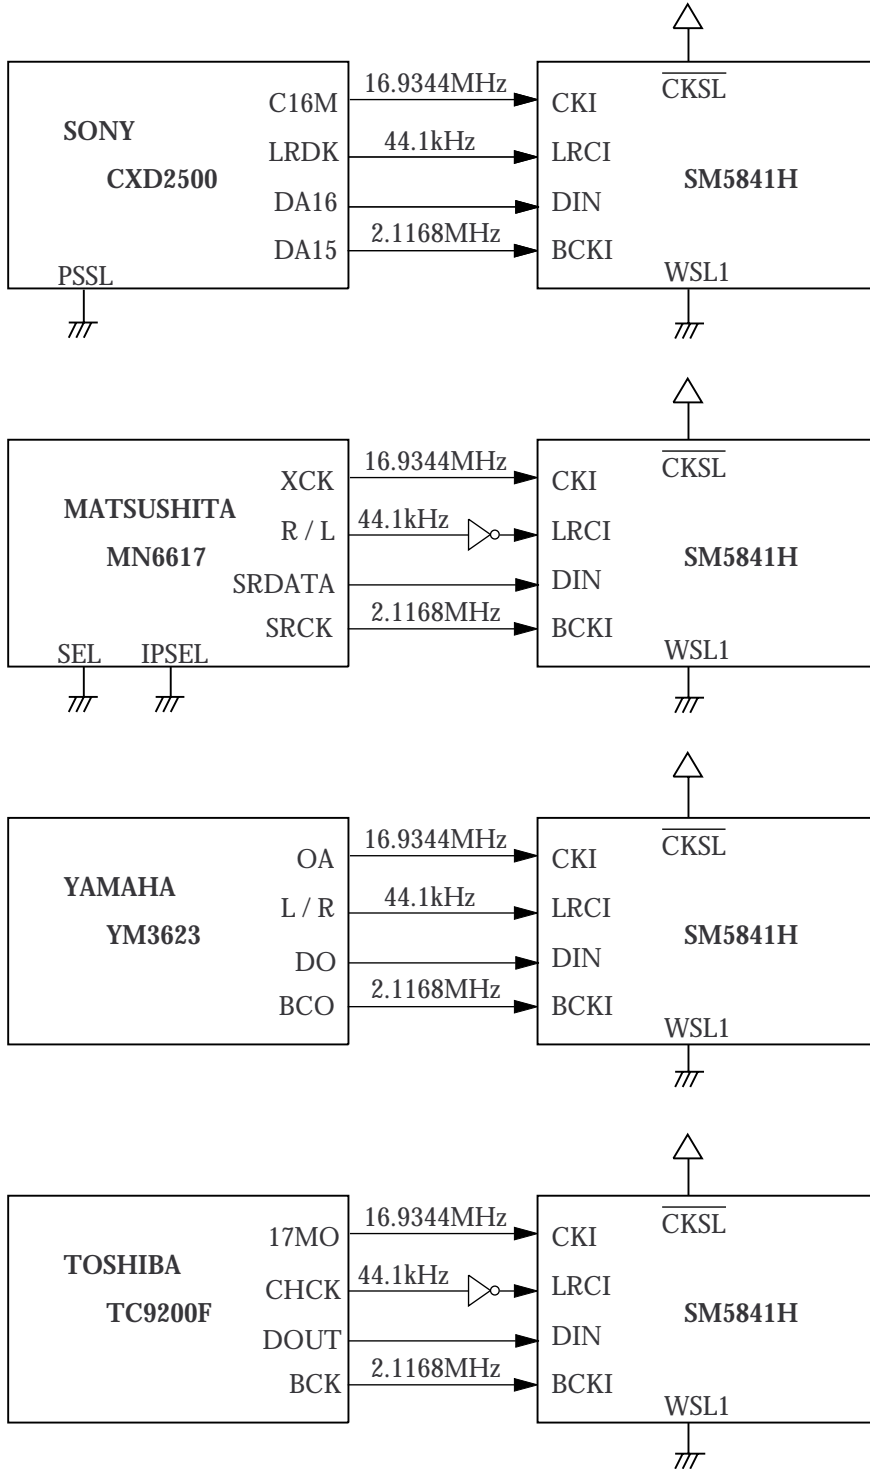 C16M
16.9344MHz
CKI
CKSL
SONY
LRDK
44.1kHz
LRCI
CXD2500
SM5841H
DA16
DIN
DA15
2.1168MHz
BCKI
PSSL
WSL1
XCK
16.9344MHz
CKI
CKSL
MATSUSHITA
R / L
44.1kHz
LRCI
MN6617
SM5841H
SRDATA
DIN
SRCK
2.1168MHz
BCKI
SEL
IPSEL
WSL1
OA
16.9344MHz
CKI
CKSL
YAMAHA
L / R
44.1kHz
LRCI
YM3623
SM5841H
DO
DIN
BCO
2.1168MHz
BCKI
WSL1
17MO
16.9344MHz
CKI
CKSL
TOSHIBA
CHCK
44.1kHz
LRCI
TC9200F
SM5841H
DOUT
DIN
BCK
2.1168MHz
BCKI
WSL1